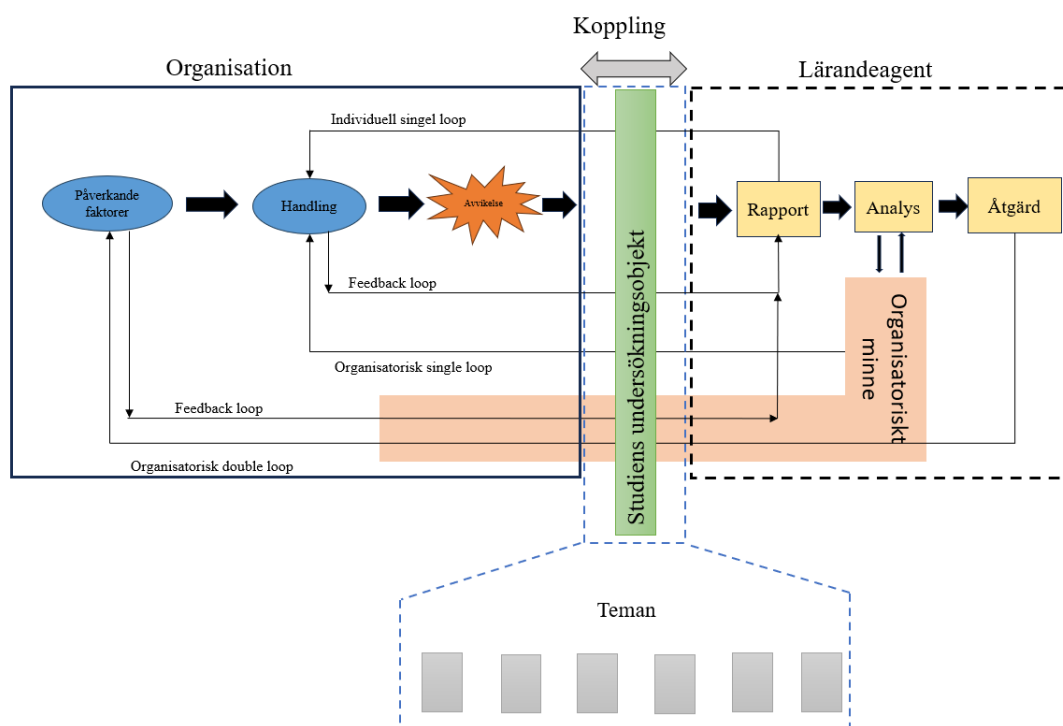 Koppling
Organisation
Lärandeagent
Individuell singel loop
Påverkande
faktorer
Handling
Avvikelse
Rapport
Analys
Åtgärd
Feedback loop
Organisatoriskt
minne
Organisatorisk single loop
Feedback loop
Organisatorisk double loop
Studiens undersökningsobjekt
Teman